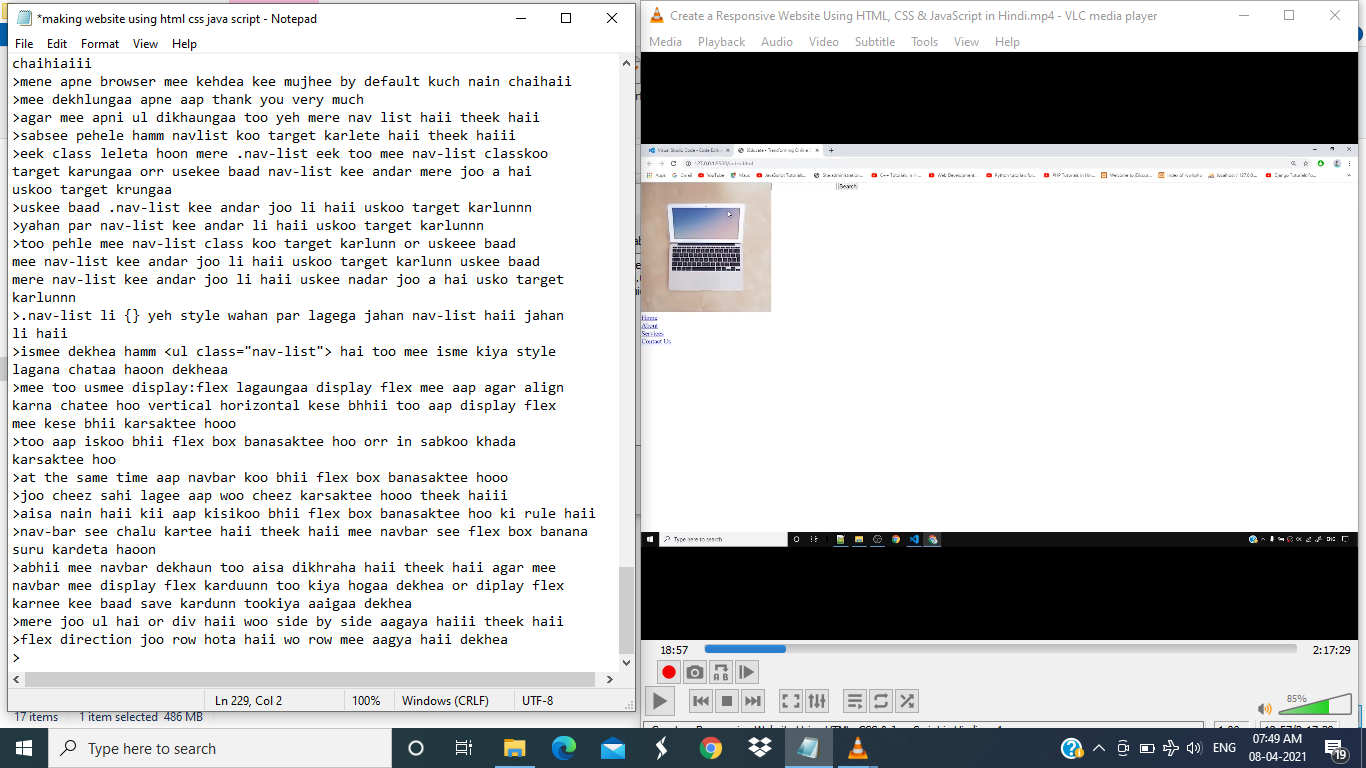 *making website using html css java script - Notepad
File Edit Format View Help
chaihiaiii
>mene apne browser mee kehdea kee mujhee by default kuch nain chaihaii
>mee dekhlungaa apne aap thank you very much
>agar mee apni ul dikhaungaa too yeh mere nav list haii theek haii
>sabsee pehele hamm navlist koo target karlete haii theek haiii
>eek class leleta hoon mere .nav-list eek too mee nav-list classkoo
target karungaa orr usekee baad nav-list kee andar mere joo a hai
uskoo target krungaa
>uskee baad .nav-list kee andar joo li haii uskoo target karlunnn
>yahan par nav-list kee andar li haii uskoo target karlunnn
>too pehle mee nav-list class koo target karlunn or uskeee baad
mee nav-list kee andar joo li haii uskoo target karlunn uskee baad
mere nav-list kee andar joo li haii uskee nadar joo a hai usko target
karlunnn
>.nav-list li {} yeh style wahan par lagega jahan nav-list haii jahan
li haii
>ismee dekhea hamm <ul class="nav-list"> hai too mee isme kiya style
lagana chataa haoon dekheaa
>mee too usmee display:flex lagaungaa display flex mee aap agar align
karna chatee hoo vertical horizontal kese bhhii too aap display flex
mee kese bhii karsaktee hooo
>too aap iskoo bhii flex box banasaktee hoo orr in sabkoo khada
karsaktee hoo
>at the same time aap navbar koo bhii flex box banasaktee hooo
>joo cheez sahi lagee aap woo cheez karsaktee hooo theek haiii
>aisa nain haii kii aap kisikoo bhii flex box banasaktee hoo ki rule haii
>nav-bar see chalu kartee haii theek haii mee navbar see flex box banana
suru kardeta haoon
>abhii mee navbar dekhaun too aisa dikhraha haii theek haii agar mee
navbar mee display flex karduunn too kiya hogaa dekhea or diplay flex
karnee kee baad save kardunn tookiya aaigaa dekhea
>mere joo ul hai or div haii woo side by side aagaya haiii theek haii
>flex direction joo row hota haii wo row mee aagya haii dekhea
>
Ln 229, Col 2 100% Windows (CRLF) UTF-8
17 items 1 item selected 486 MB
Create a Responsive Website Using HTML, CSS & JavaScript in Hindi.mp4 - VLC media player
Media Playback Audio Video Subtitle Tools View Help
Search
Home
About
Services
Contact Us
Type here to search
18:57 2:17:29
85%
Type here to search
ENG
07:49 AM
08-04-2021
19